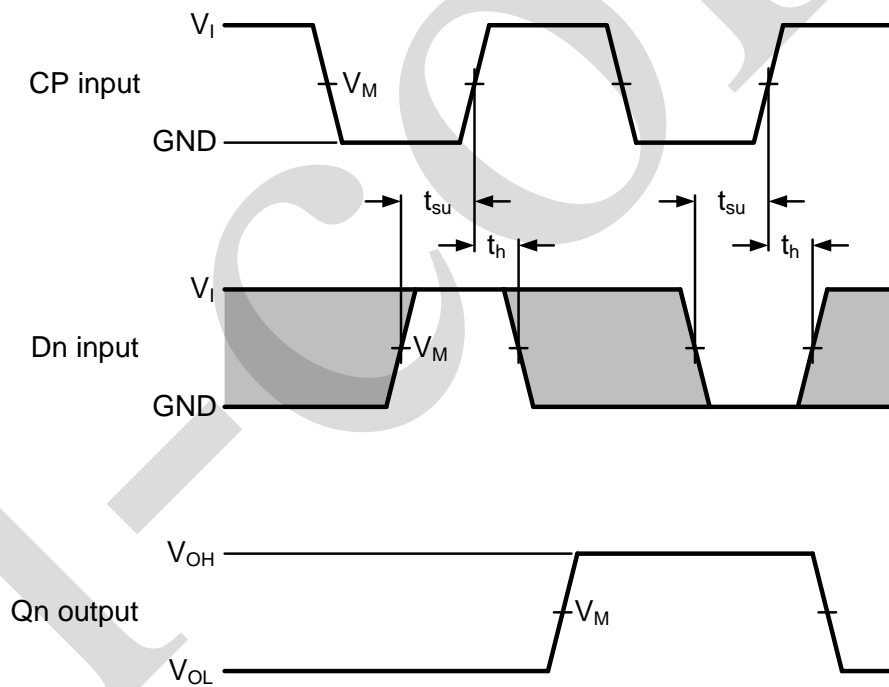 V_I
CP input
V_M
GND
t_su
t_su
t_h
t_h
V_I
Dn input
V_M
GND
V_OH
Qn output
V_M
V_OL